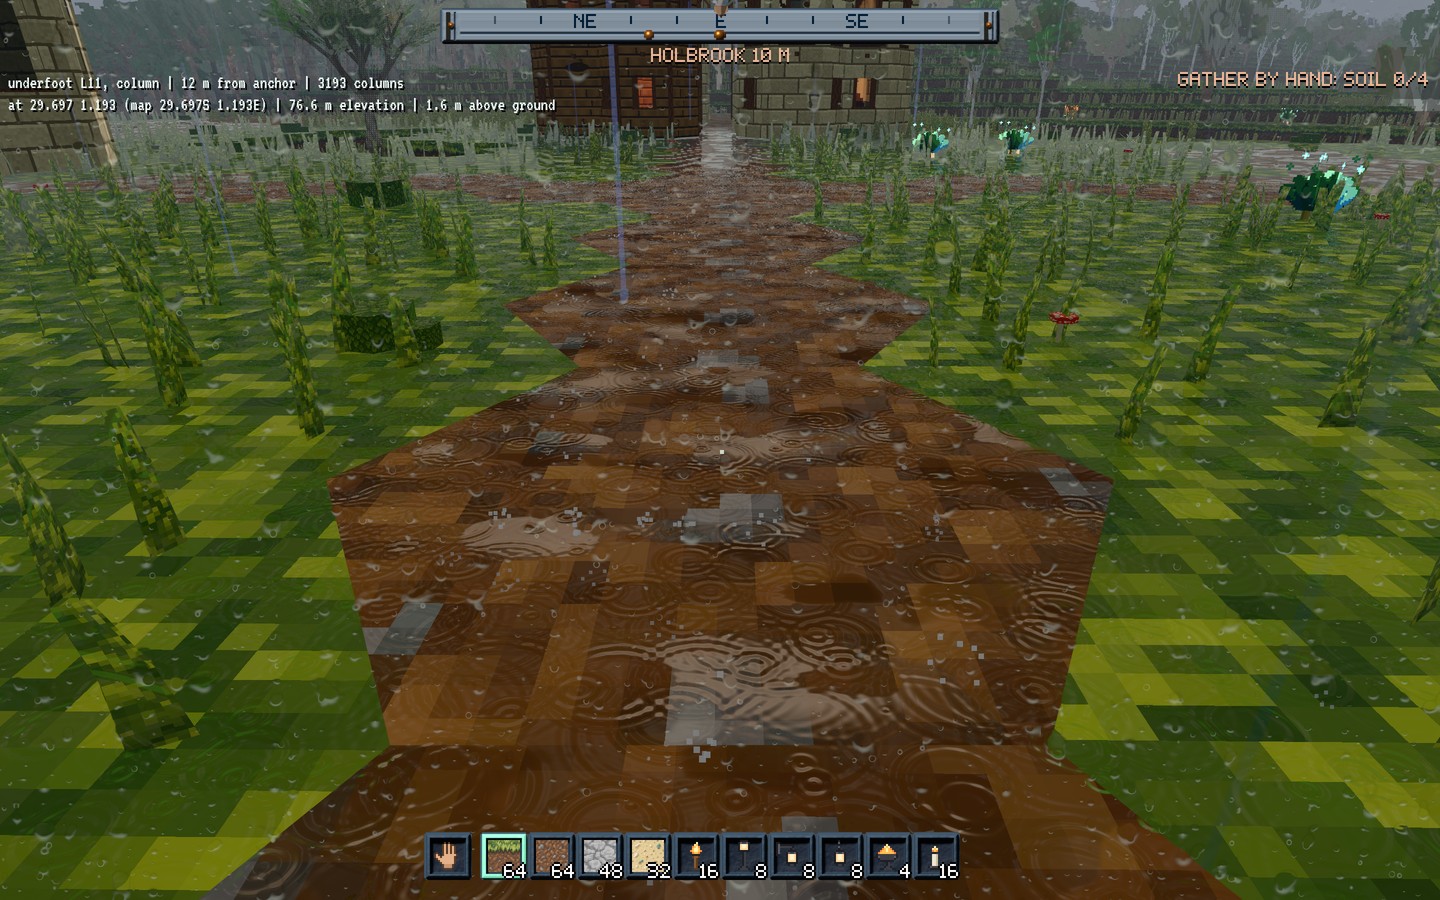 NE E SE
HOLBROOK 10 M
underfoot L11, column | 12 m from anchor | 3193 columns
GATHER BY HAND: SOIL 0/4
at 29.697 1.193 (map 29.697S 1.193E) | 76.6 m elevation | 1.6 m above ground
64 64 48 32 16 8 8 8 4 16